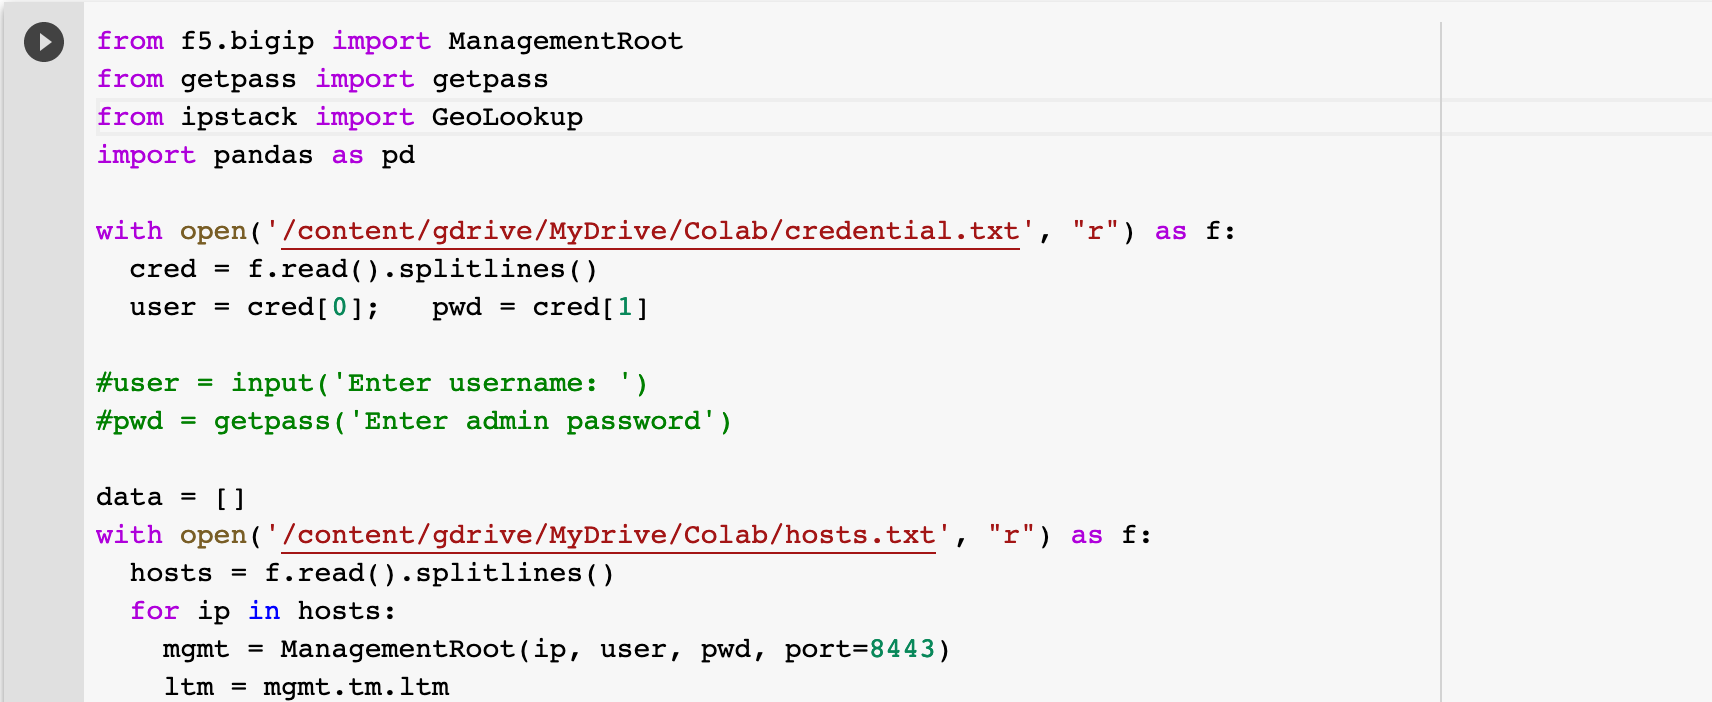 from f5.bigip import ManagementRoot
from getpass import getpass
from ipstack import GeoLookup
import pandas as pd
with open('/content/gdrive/MyDrive/Colab/credential.txt', "r") as f:
  cred = f.read().splitlines()
  user = cred[0];   pwd = cred[1]
#user = input('Enter username: ')
#pwd = getpass('Enter admin password')
data = []
with open('/content/gdrive/MyDrive/Colab/hosts.txt', "r") as f:
  hosts = f.read().splitlines()
  for ip in hosts:
    mgmt = ManagementRoot(ip, user, pwd, port=8443)
    ltm = mgmt.tm.ltm